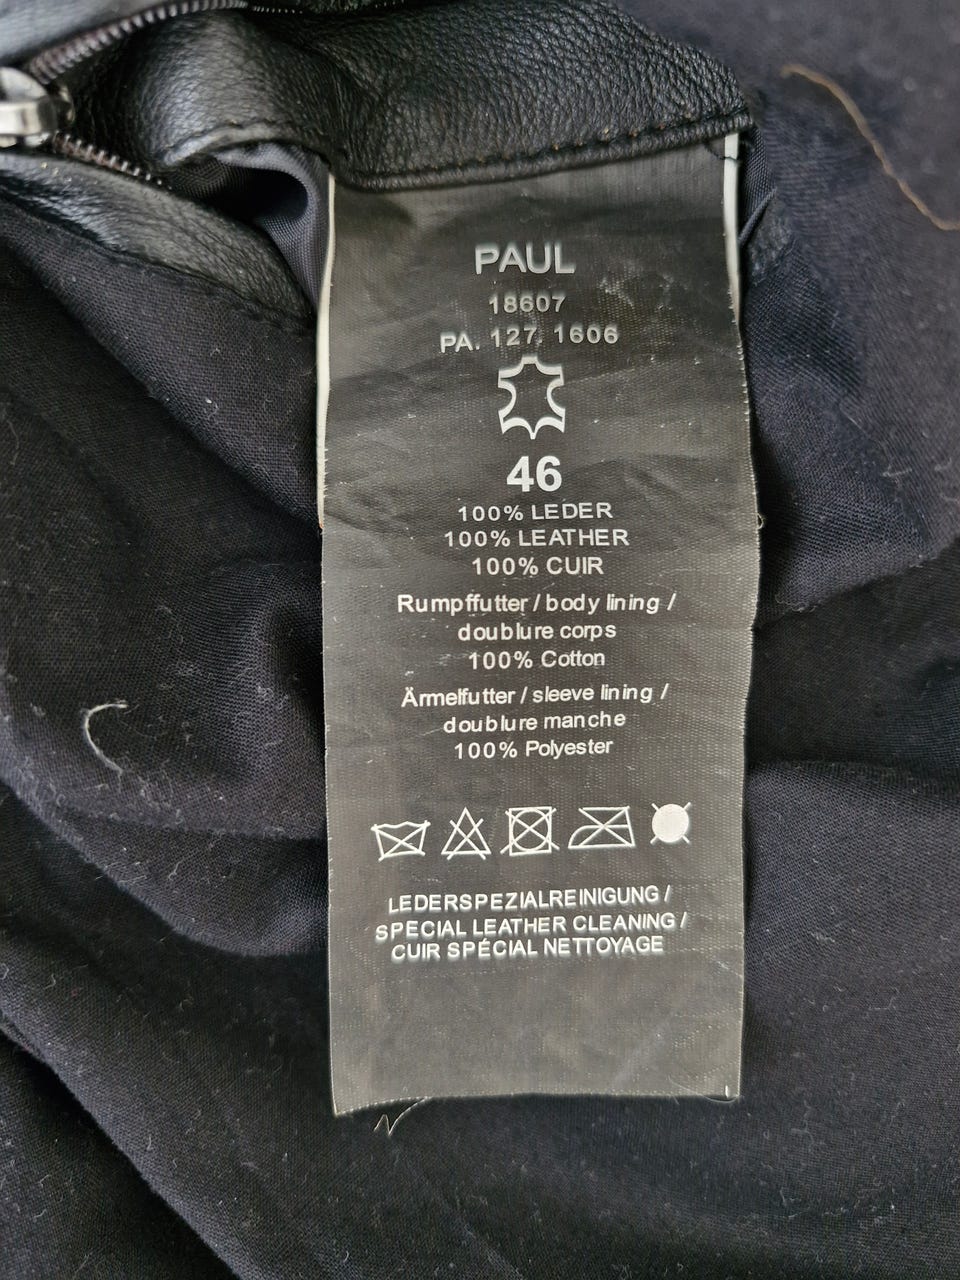 PAUL
18607
PA. 127. 1606
46
100% LEDER
100% LEATHER
100% CUIR
Rumpffutter / body lining /
doublure corps
100% Cotton
Ärmelfutter / sleeve lining /
doublure manche
100% Polyester
LEDERSPEZIALREINIGUNG /
SPECIAL LEATHER CLEANING /
CUIR SPÉCIAL NETTOYAGE